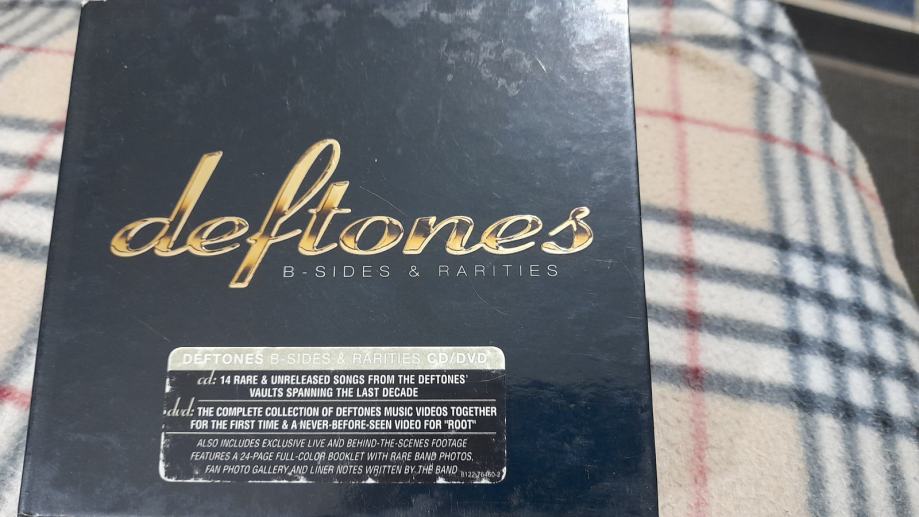 deftones
B-SIDES & RARITIES
DEFTONES B-SIDES & RARITIES CD/DVD
cd: 14 RARE & UNRELEASED SONGS FROM THE DEFTONES'
VAULTS SPANNING THE LAST DECADE
dvd: THE COMPLETE COLLECTION OF DEFTONES MUSIC VIDEOS TOGETHER
FOR THE FIRST TIME & A NEVER-BEFORE-SEEN VIDEO FOR "ROOT"
ALSO INCLUDES EXCLUSIVE LIVE AND BEHIND-THE-SCENES FOOTAGE
FEATURES A 24-PAGE FULL-COLOR BOOKLET WITH RARE BAND PHOTOS,
FAN PHOTO GALLERY AND LINER NOTES WRITTEN BY THE BAND